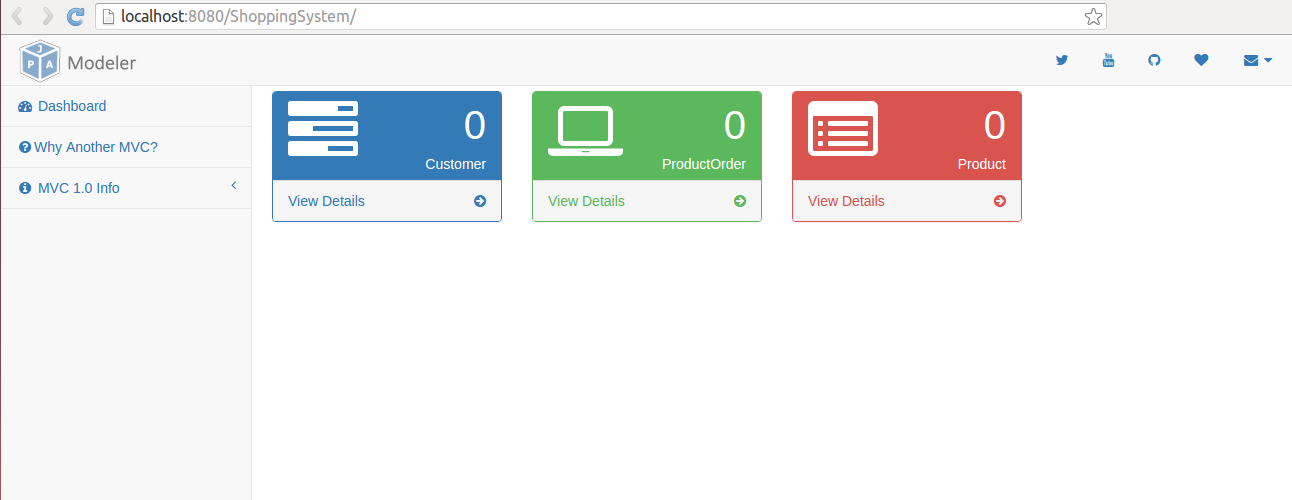 localhost:8080/ShoppingSystem/
J
P A
Modeler
You
Tube
Dashboard
Why Another MVC?
MVC 1.0 Info
0
Customer
View Details
0
ProductOrder
View Details
0
Product
View Details